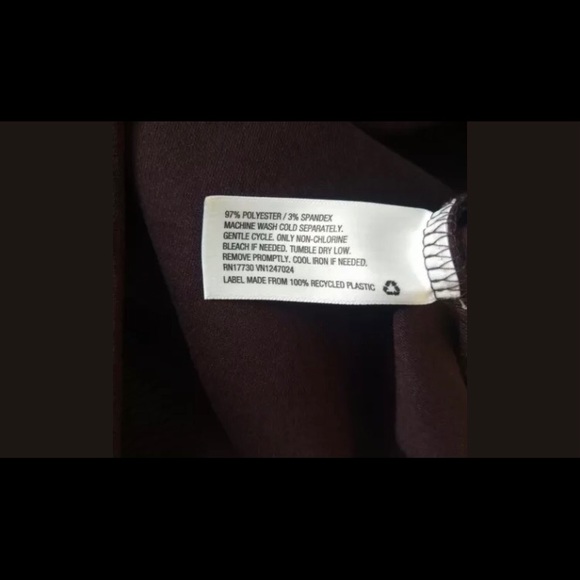 97% POLYESTER / 3% SPANDEX
MACHINE WASH COLD SEPARATELY.
GENTLE CYCLE. ONLY NON-CHLORINE
BLEACH IF NEEDED. TUMBLE DRY LOW.
REMOVE PROMPTLY. COOL IRON IF NEEDED.
RN17730 VN1247024
LABEL MADE FROM 100% RECYCLED PLASTIC